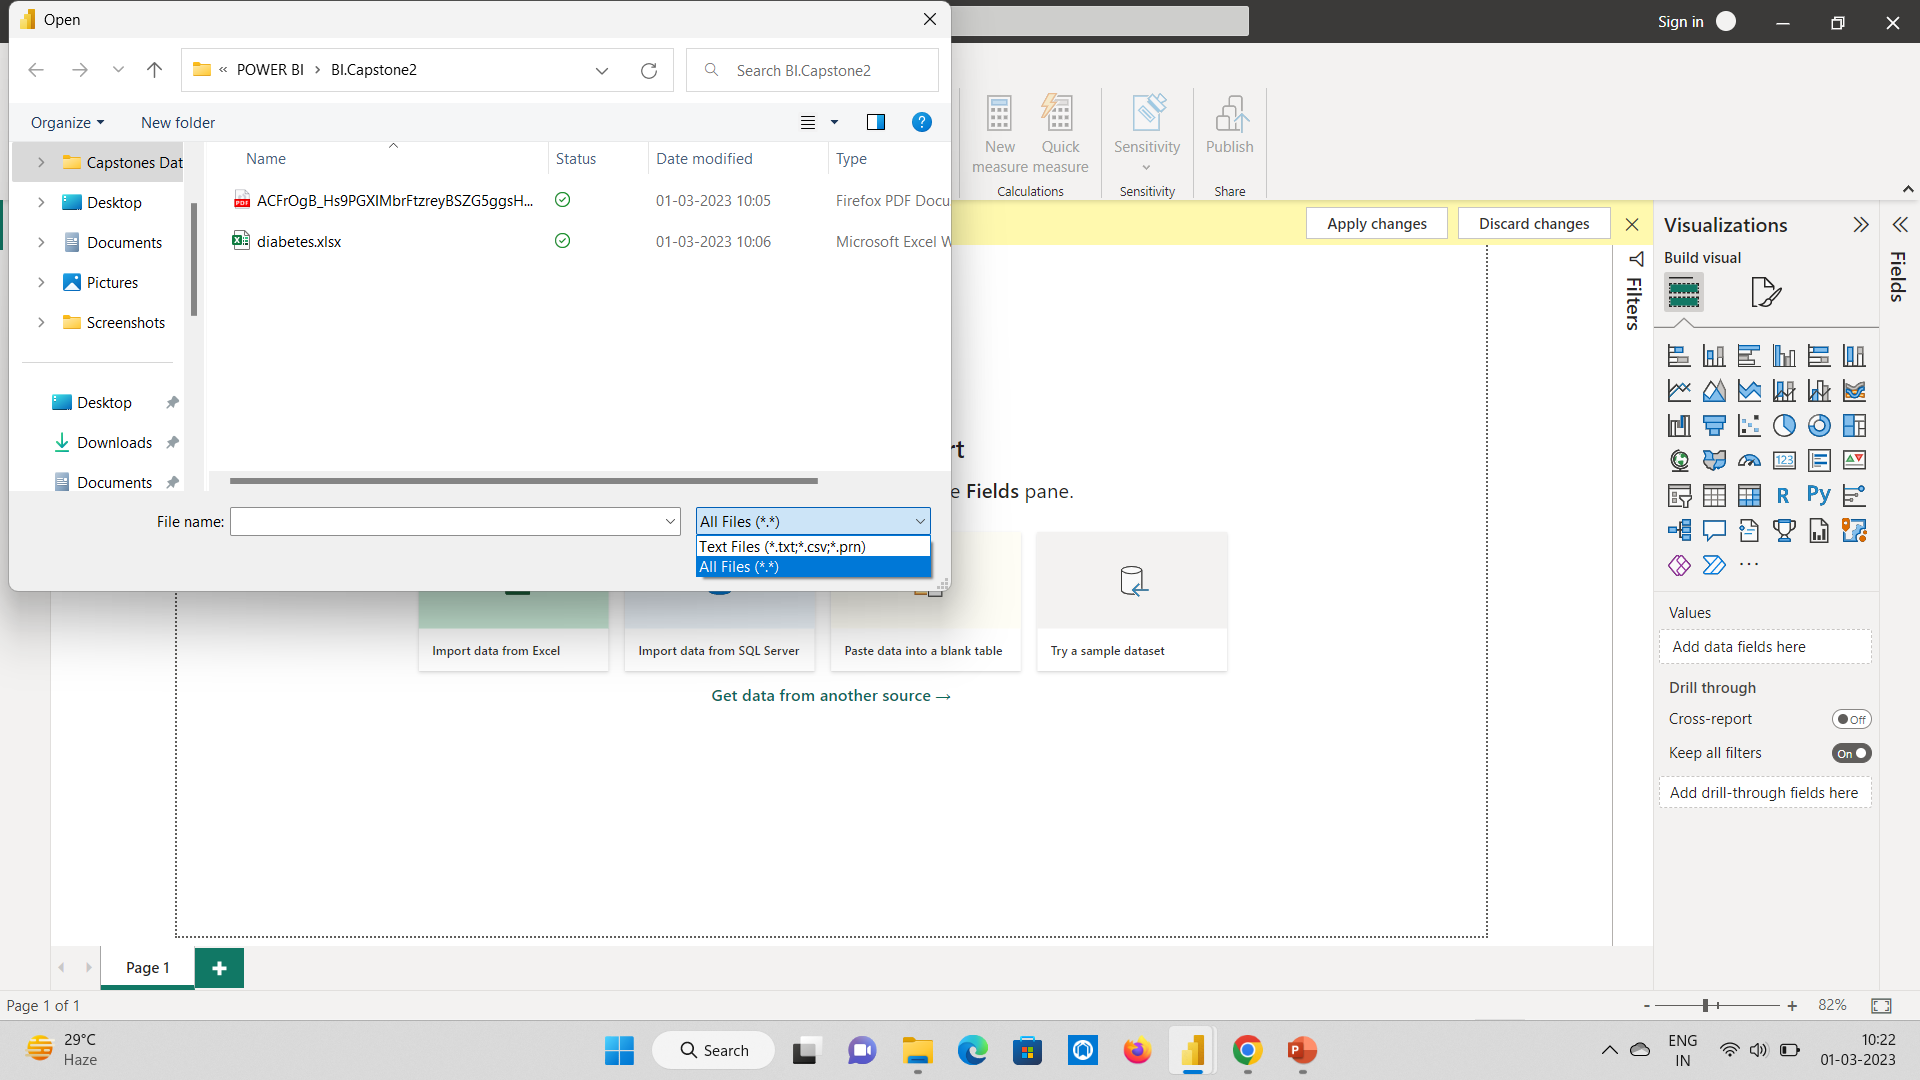 Open
Sign in
« POWER BI › BI.Capstone2
Search BI.Capstone2
Organize
New folder
Name
Status
Date modified
Type
Capstones Dat
Desktop
Documents
Pictures
Screenshots
Desktop
Downloads
Documents
ACFrOgB_Hs9PGXIMbrFtzreyBSZG5ggsH...
01-03-2023 10:05
Firefox PDF Docu
diabetes.xlsx
01-03-2023 10:06
Microsoft Excel W
File name:
All Files (*.*)
Text Files (*.txt;*.csv;*.prn)
All Files (*.*)
New
measure
Quick
measure
Calculations
Sensitivity
Sensitivity
Publish
Share
Apply changes
Discard changes
Fields pane.
Import data from Excel
Import data from SQL Server
Paste data into a blank table
Try a sample dataset
Get data from another source →
Filters
Visualizations
Build visual
123
R
Py
...
Values
Add data fields here
Drill through
Cross-report
Off
Keep all filters
On
Add drill-through fields here
Fields
Page 1
Page 1 of 1
- + 82%
29°C
Haze
Search
ENG
IN
10:22
01-03-2023